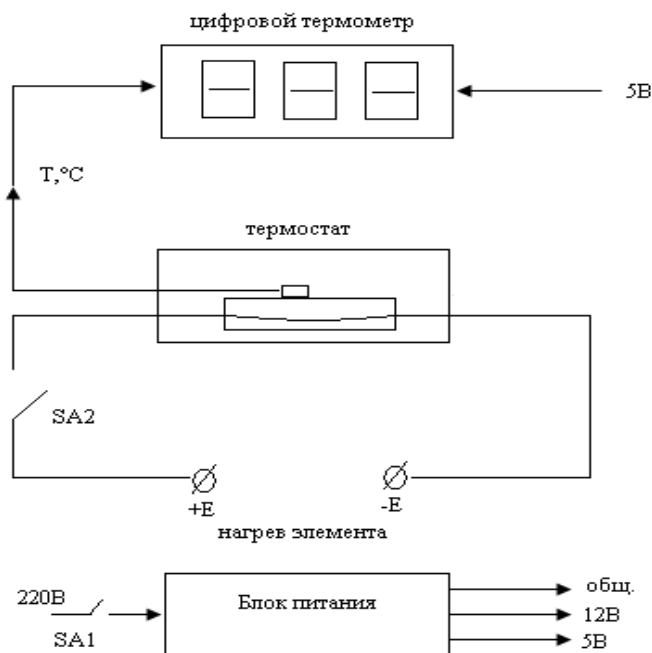 цифровой термометр
5В
T,°C
термостат
SA2
+E
-E
нагрев элемента
220В
SA1
Блок питания
общ.
12В
5В